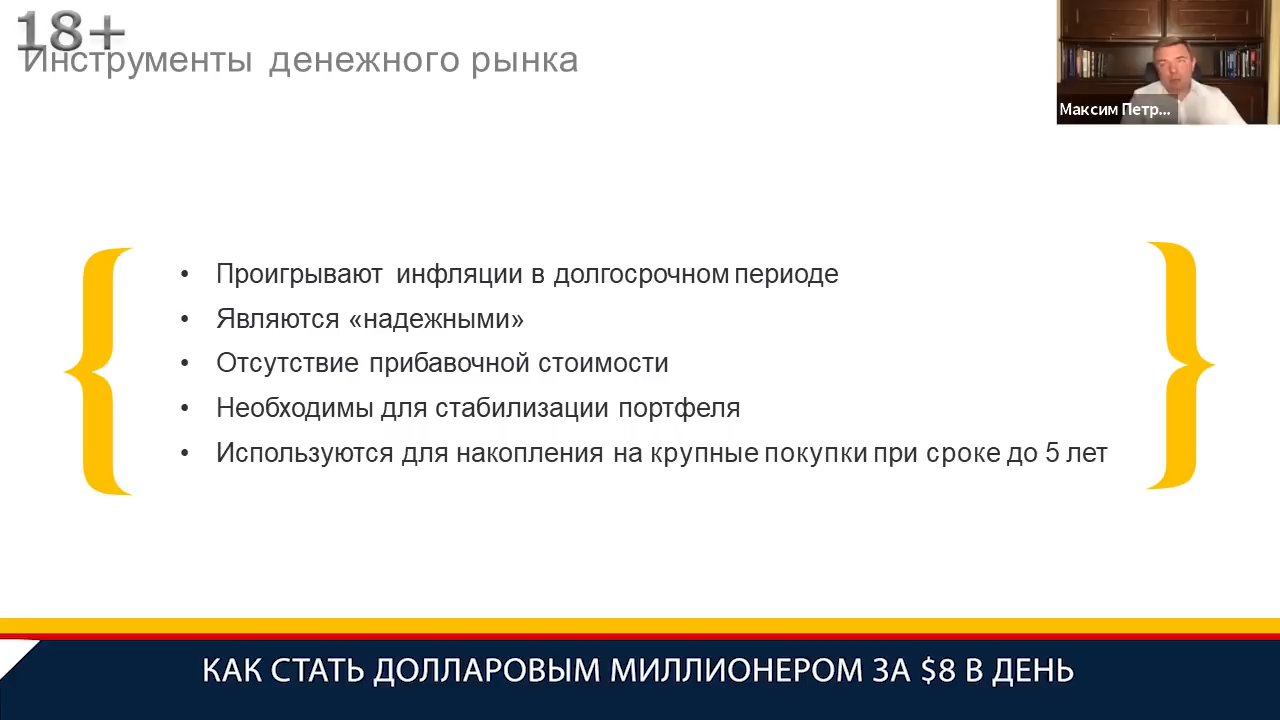 18+
Инструменты денежного рынка
Максим Петр...
• Проигрывают инфляции в долгосрочном периоде
• Являются «надежными»
• Отсутствие прибавочной стоимости
• Необходимы для стабилизации портфеля
• Используются для накопления на крупные покупки при сроке до 5 лет
КАК СТАТЬ ДОЛЛАРОВЫМ МИЛЛИОНЕРОМ ЗА $8 В ДЕНЬ